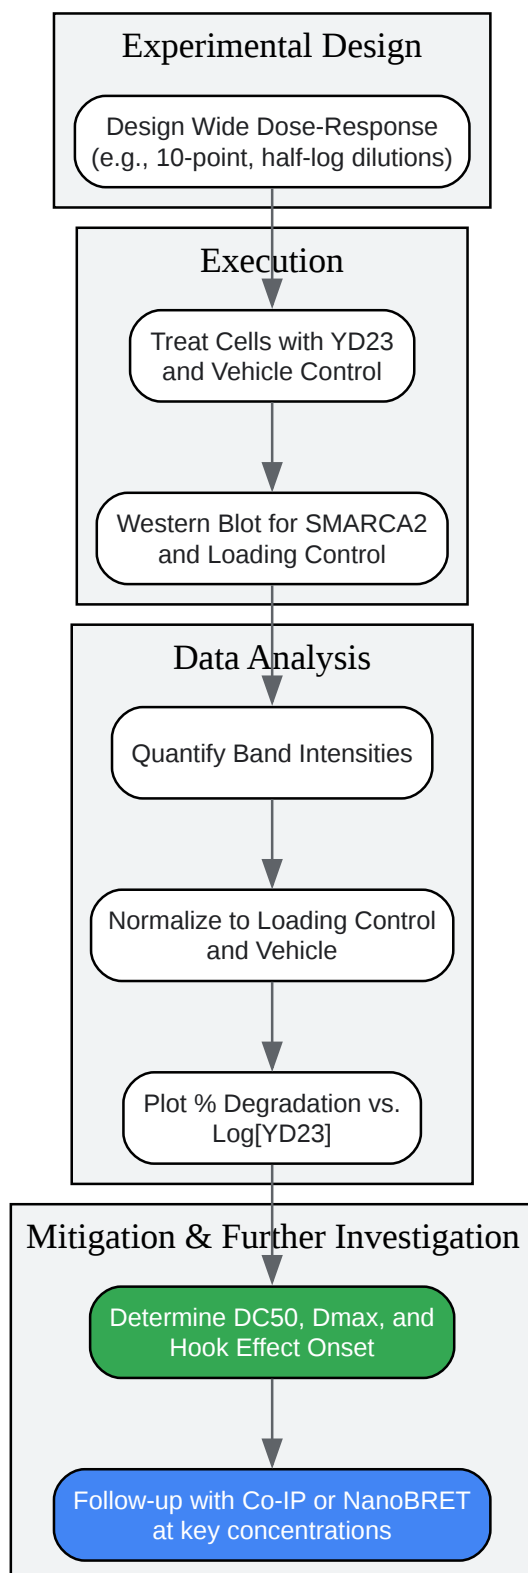 Experimental Design
Design Wide Dose-Response
(e.g., 10-point, half-log dilutions)
Execution
Treat Cells with YD23
and Vehicle Control
Western Blot for SMARCA2
and Loading Control
Data Analysis
Quantify Band Intensities
Normalize to Loading Control
and Vehicle
Plot % Degradation vs.
Log[YD23]
Mitigation & Further Investigation
Determine DC50, Dmax, and
Hook Effect Onset
Follow-up with Co-IP or NanoBRET
at key concentrations